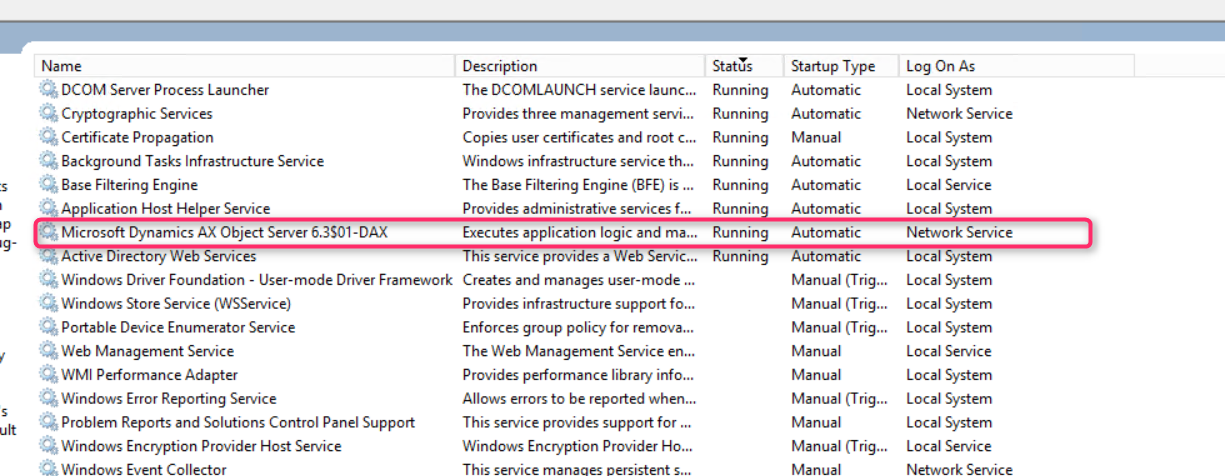 Name Description Status Startup Type Log On As
DCOM Server Process Launcher The DCOMLAUNCH service launc... Running Automatic Local System
Cryptographic Services Provides three management servi... Running Automatic Network Service
Certificate Propagation Copies user certificates and root c... Running Manual Local System
Background Tasks Infrastructure Service Windows infrastructure service th... Running Automatic Local System
Base Filtering Engine The Base Filtering Engine (BFE) is ... Running Automatic Local Service
Application Host Helper Service Provides administrative services f... Running Automatic Local System
Microsoft Dynamics AX Object Server 6.3$01-DAX Executes application logic and ma... Running Automatic Network Service
Active Directory Web Services This service provides a Web Servic... Running Automatic Local System
Windows Driver Foundation - User-mode Driver Framework Creates and manages user-mode ... Manual (Trig... Local System
Windows Store Service (WSService) Provides infrastructure support fo... Manual (Trig... Local System
Portable Device Enumerator Service Enforces group policy for remova... Manual (Trig... Local System
Web Management Service The Web Management Service en... Manual Local Service
WMI Performance Adapter Provides performance library info... Manual Local System
Windows Error Reporting Service Allows errors to be reported when... Manual (Trig... Local System
Problem Reports and Solutions Control Panel Support This service provides support for ... Manual Local System
Windows Encryption Provider Host Service Windows Encryption Provider Ho... Manual (Trig... Local Service
Windows Event Collector This service manages persistent s... Manual Network Service